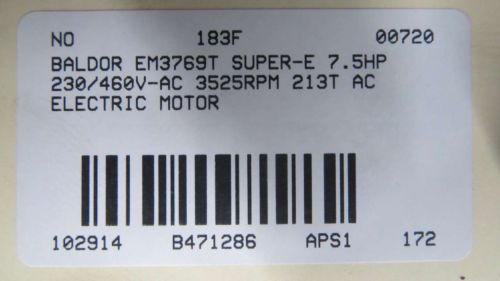 NO 183F 00720
BALDOR EM3769T SUPER-E 7.5HP
230/460V-AC 3525RPM 213T AC
ELECTRIC MOTOR
102914 B471286 APS1 172